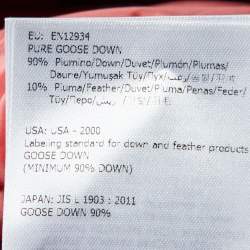 EU: EN12934
PURE GOOSE DOWN
90% Piumino/Down/Duvet/Plumón/Plumas/
Daune/Yumuşak Tüy/Пух/
10% Piuma/Feather/Duvet/Pluma/Penas/Feder/
Tüy/Перо/
USA: USA - 2000
Labeling standard for down and feather products
GOOSE DOWN
(MINIMUM 90% DOWN)
JAPAN: JIS L 1903 : 2011
GOOSE DOWN 90%